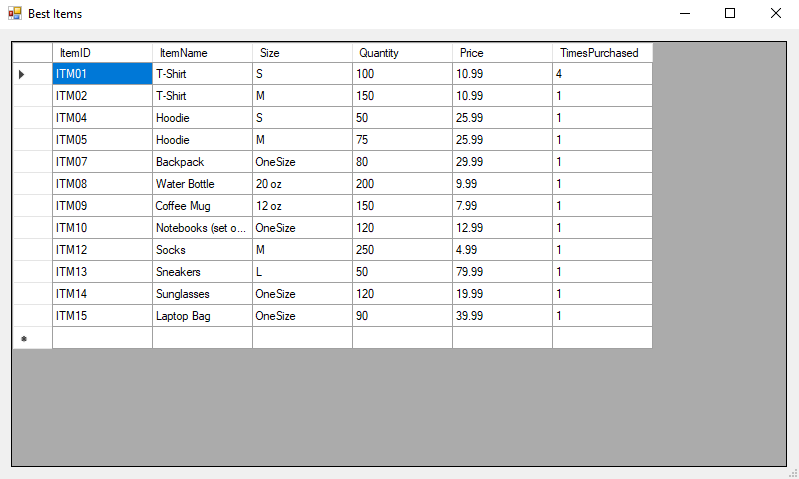 Best Items
ItemID ItemName Size Quantity Price TimesPurchased
ITM01 T-Shirt S 100 10.99 4
ITM02 T-Shirt M 150 10.99 1
ITM04 Hoodie S 50 25.99 1
ITM05 Hoodie M 75 25.99 1
ITM07 Backpack OneSize 80 29.99 1
ITM08 Water Bottle 20 oz 200 9.99 1
ITM09 Coffee Mug 12 oz 150 7.99 1
ITM10 Notebooks (set o... OneSize 120 12.99 1
ITM12 Socks M 250 4.99 1
ITM13 Sneakers L 50 79.99 1
ITM14 Sunglasses OneSize 120 19.99 1
ITM15 Laptop Bag OneSize 90 39.99 1